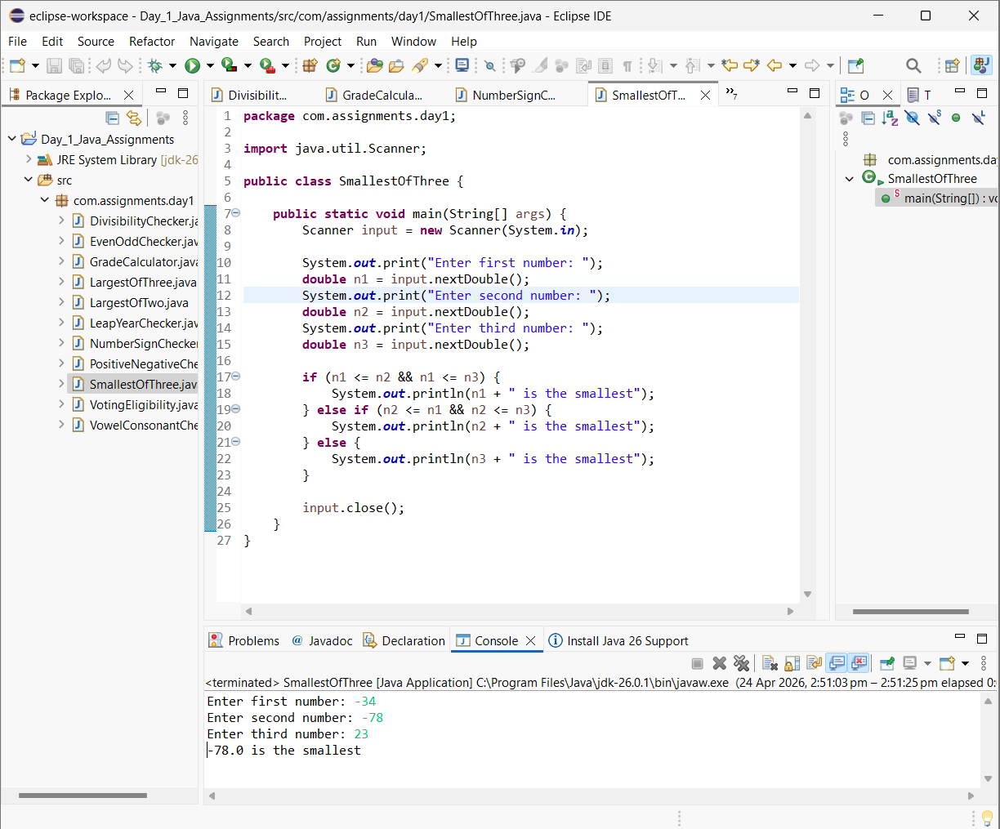 eclipse-workspace - Day_1_Java_Assignments/src/com/assignments/day1/SmallestOfThree.java - Eclipse IDE
File Edit Source Refactor Navigate Search Project Run Window Help
Package Explo...
Day_1_Java_Assignments
JRE System Library [jdk-26
src
com.assignments.day1
DivisibilityChecker.ja
EvenOddChecker.jav
GradeCalculator.java
LargestOfThree.java
LargestOfTwo.java
LeapYearChecker.jav
NumberSignChecker
PositiveNegativeChe
SmallestOfThree.jav
VotingEligibility.java
VowelConsonantChe
Divisibilit... GradeCalcula... NumberSignC... SmallestOfT... »7
1 package com.assignments.day1;
2
3 import java.util.Scanner;
4
5 public class SmallestOfThree {
6
7 public static void main(String[] args) {
8 Scanner input = new Scanner(System.in);
9
10 System.out.print("Enter first number: ");
11 double n1 = input.nextDouble();
12 System.out.print("Enter second number: ");
13 double n2 = input.nextDouble();
14 System.out.print("Enter third number: ");
15 double n3 = input.nextDouble();
16
17 if (n1 <= n2 && n1 <= n3) {
18 System.out.println(n1 + " is the smallest");
19 } else if (n2 <= n1 && n2 <= n3) {
20 System.out.println(n2 + " is the smallest");
21 } else {
22 System.out.println(n3 + " is the smallest");
23 }
24
25 input.close();
26 }
27 }
O T
com.assignments.da
SmallestOfThree
main(String[]) : vo
Problems Javadoc Declaration Console Install Java 26 Support
<terminated> SmallestOfThree [Java Application] C:\Program Files\Java\jdk-26.0.1\bin\javaw.exe (24 Apr 2026, 2:51:03 pm – 2:51:25 pm elapsed 0:
Enter first number: -34
Enter second number: -78
Enter third number: 23
-78.0 is the smallest